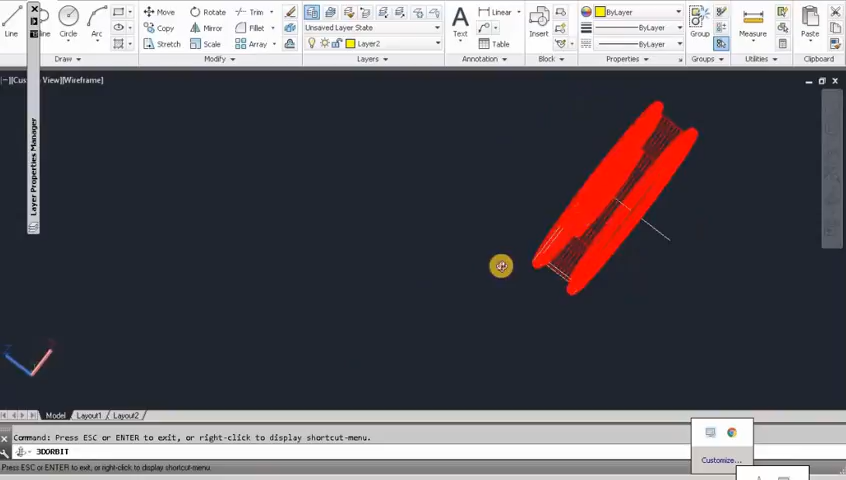 Line
Circle
Arc
Move
Rotate
Trim
Copy
Mirror
Fillet
Stretch
Scale
Array
Draw
Modify
Unsaved Layer State
Layer2
Layers
Text
Linear
Table
Annotation
Insert
Block
ByLayer
ByLayer
ByLayer
Properties
Group
Groups
Measure
Utilities
Paste
Clipboard
View][Wireframe]
Layer Properties Manager
Model Layout1 Layout2
Command: Press ESC or ENTER to exit, or right-click to display shortcut-menu.
3DORBIT
Press ESC or ENTER to exit, or right-click to display shortcut-menu.
Customize...